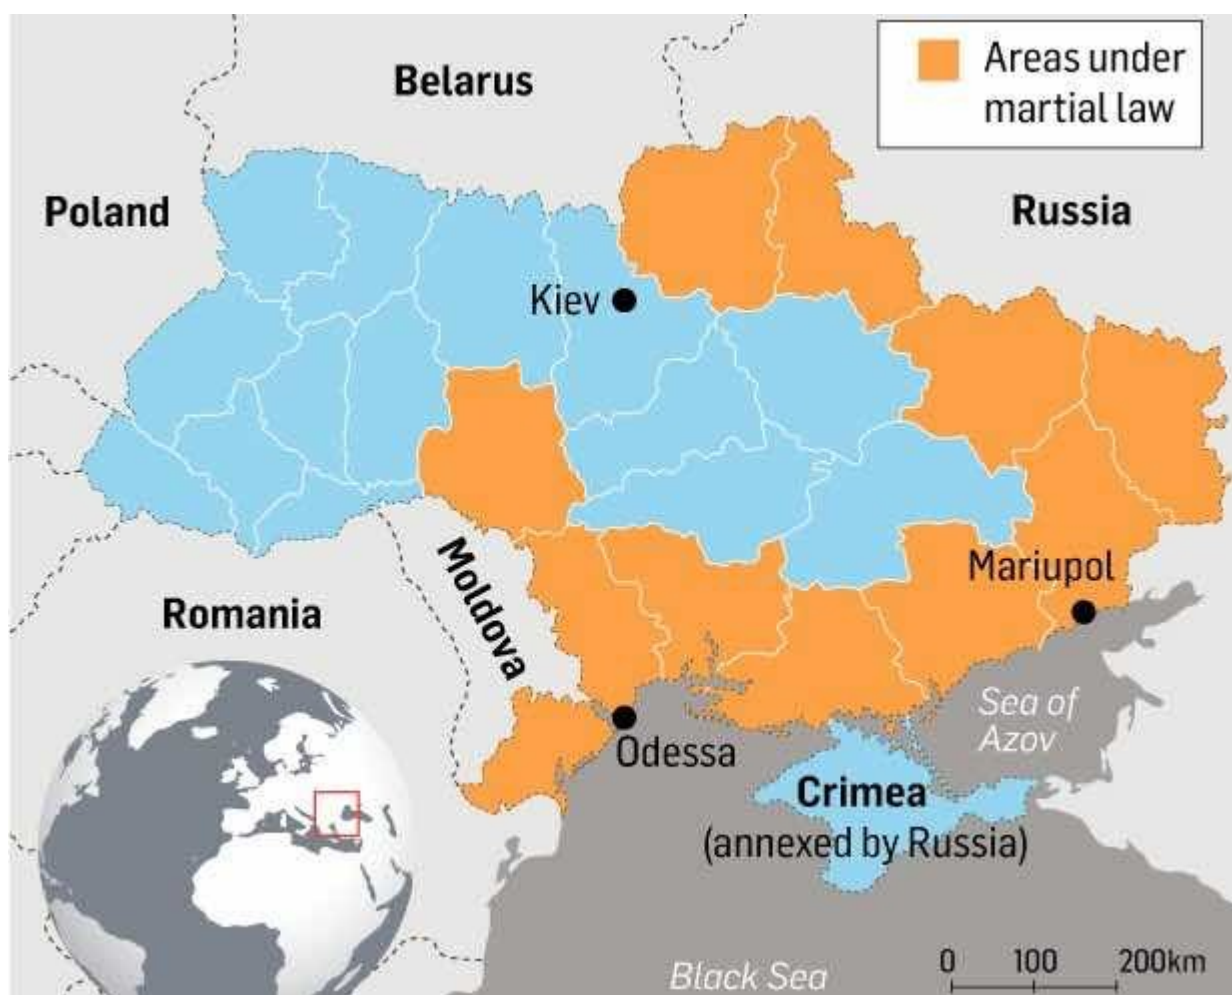 Areas under
martial law
Belarus
Poland
Russia
Kiev
Moldova
Mariupol
Romania
Sea of
Azov
Odessa
Crimea
(annexed by Russia)
Black Sea
0 100 200km